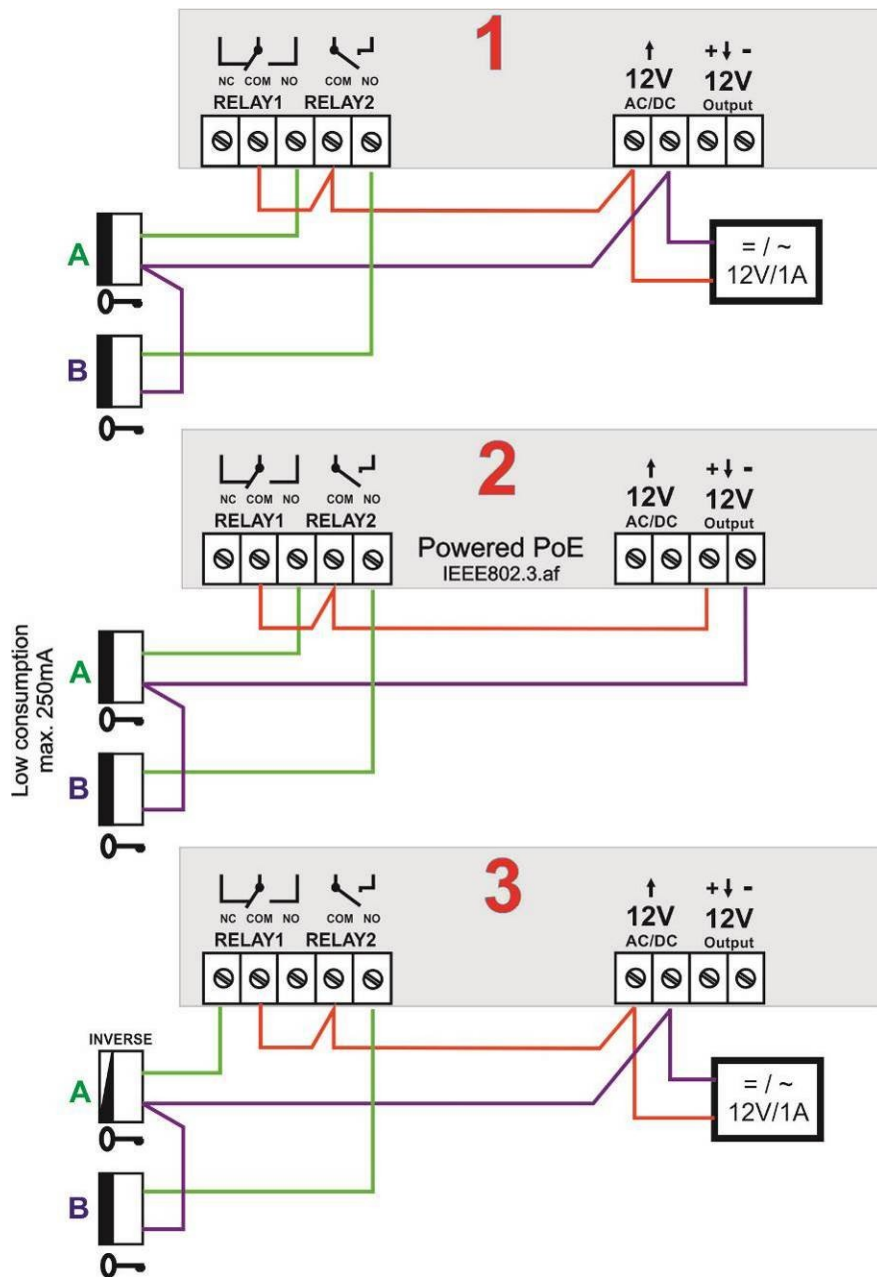 1
NC COM NO COM NO
RELAY1 RELAY2
+ -
12V 12V
AC/DC Output
A
= / ~
12V/1A
B
2
NC COM NO COM NO
RELAY1 RELAY2
Powered PoE
IEEE802.3.af
+ -
12V 12V
AC/DC Output
Low consumption
max. 250mA
A
B
3
NC COM NO COM NO
RELAY1 RELAY2
+ -
12V 12V
AC/DC Output
INVERSE
A
= / ~
12V/1A
B